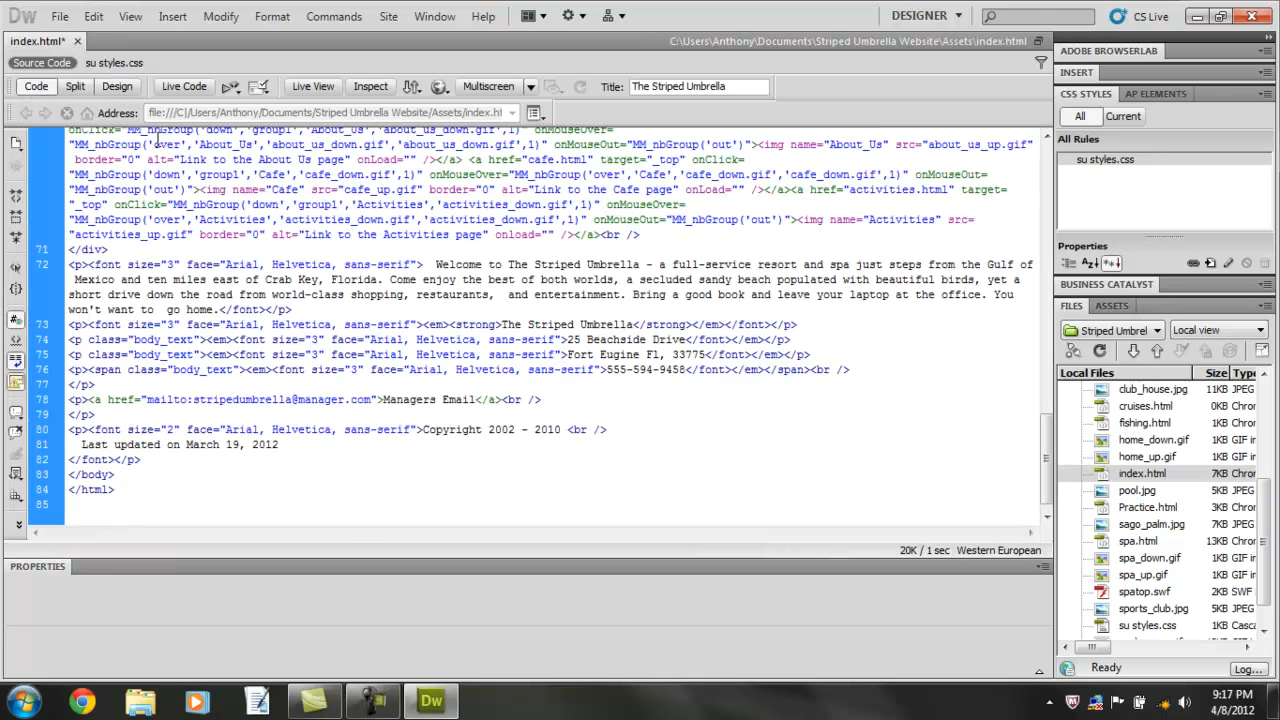 Dw File Edit View Insert Modify Format Commands Site Window Help DESIGNER CS Live
index.html* C:\Users\Anthony\Documents\Striped Umbrella Website\Assets\index.html
Source Code su styles.css
Code Split Design Live Code Live View Inspect Multiscreen Title: The Striped Umbrella
Address: file:///C|/Users/Anthony/Documents/Striped Umbrella Website/Assets/index.ht
onClick="MM_nbGroup('down','group1','About_Us','about_us_down.gif',1)" onMouseOver=
"MM_nbGroup('over','About_Us','about_us_down.gif','about_us_down.gif',1)" onMouseOut="MM_nbGroup('out')"><img name="About_Us" src="about_us_up.gif"
border="0" alt="Link to the About Us page" onLoad="" /></a> <a href="cafe.html" target="_top" onClick=
"MM_nbGroup('down','group1','Cafe','cafe_down.gif',1)" onMouseOver="MM_nbGroup('over','Cafe','cafe_down.gif','cafe_down.gif',1)" onMouseOut=
"MM_nbGroup('out')"><img name="Cafe" src="cafe_up.gif" border="0" alt="Link to the Cafe page" onLoad="" /></a><a href="activities.html" target=
"_top" onClick="MM_nbGroup('down','group1','Activities','activities_down.gif',1)" onMouseOver=
"MM_nbGroup('over','Activities','activities_down.gif','activities_down.gif',1)" onMouseOut="MM_nbGroup('out')"><img name="Activities" src=
"activities_up.gif" border="0" alt="Link to the Activities page" onload="" /></a><br />
71 </div>
72 <p><font size="3" face="Arial, Helvetica, sans-serif">  Welcome to The Striped Umbrella - a full-service resort and spa just steps from the Gulf of
Mexico and ten miles east of Crab Key, Florida. Come enjoy the best of both worlds, a secluded sandy beach populated with beautiful birds, yet a
short drive down the road from world-class shopping, restaurants,  and entertainment. Bring a good book and leave your laptop at the office. You
won't want to  go home.</font></p>
73 <p><font size="3" face="Arial, Helvetica, sans-serif"><em><strong>The Striped Umbrella</strong></em></font></p>
74 <p class="body_text"><em><font size="3" face="Arial, Helvetica, sans-serif">25 Beachside Drive</font></em></p>
75 <p class="body_text"><em><font size="3" face="Arial, Helvetica, sans-serif">Fort Eugine Fl, 33775</font></em></p>
76 <p><span class="body_text"><em><font size="3" face="Arial, Helvetica, sans-serif">555-594-9458</font></em></span><br />
77 </p>
78 <p><a href="mailto:stripedumbrella@manager.com">Managers Email</a><br />
79 </p>
80 <p><font size="2" face="Arial, Helvetica, sans-serif">Copyright 2002 - 2010 <br />
81 Last updated on March 19, 2012
82 </font></p>
83 </body>
84 </html>
85
20K / 1 sec Western European
PROPERTIES
ADOBE BROWSERLAB
INSERT
CSS STYLES AP ELEMENTS
All Current
All Rules
su styles.css
Properties
BUSINESS CATALYST
FILES ASSETS
Striped Umbrel Local view
Local Files Size Type
club_house.jpg 11KB JPEG
cruises.html 0KB Chror
fishing.html 1KB Chror
home_down.gif 1KB GIF in
home_up.gif 1KB GIF in
index.html 7KB Chror
pool.jpg 5KB JPEG
Practice.html 3KB Chror
sago_palm.jpg 7KB JPEG
spa.html 13KB Chror
spa_down.gif 1KB GIF in
spa_up.gif 1KB GIF in
spatop.swf 1KB SWF
sports_club.jpg 5KB JPEG
su styles.css 1KB Casca
Ready Log...
Dw
9:17 PM
4/8/2012